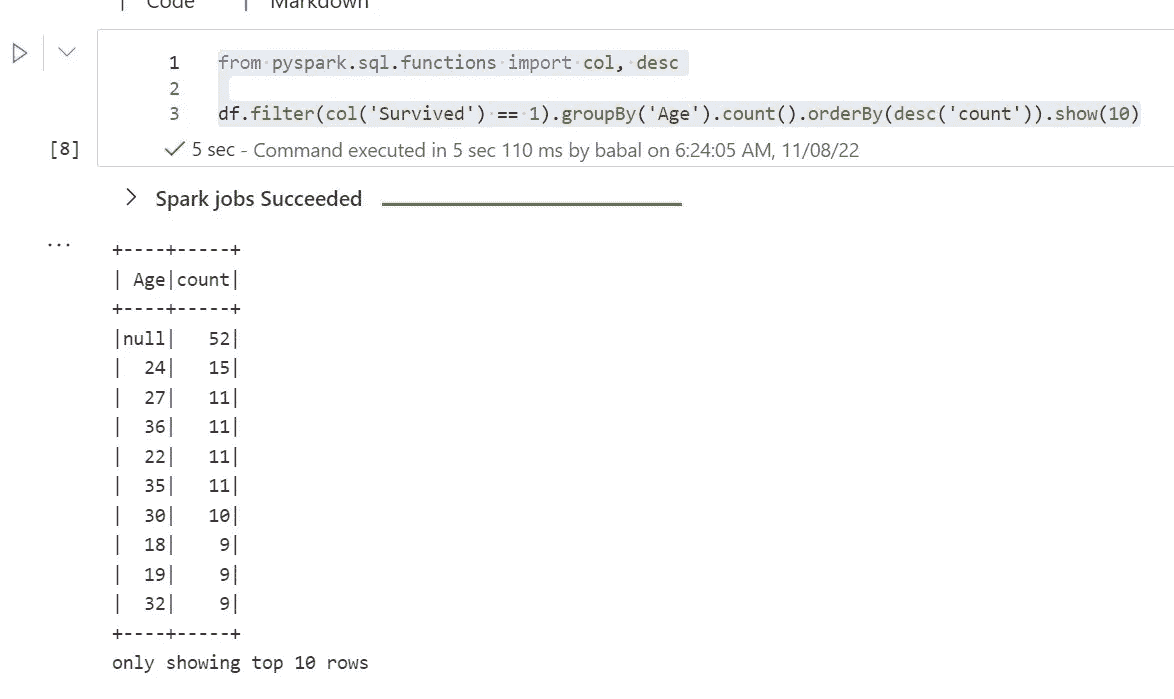 Code Markdown
1 from pyspark.sql.functions import col, desc
2
3 df.filter(col('Survived') == 1).groupBy('Age').count().orderBy(desc('count')).show(10)
[8] 5 sec - Command executed in 5 sec 110 ms by babal on 6:24:05 AM, 11/08/22
Spark jobs Succeeded
...
+----+-----+
| Age|count|
+----+-----+
|null|   52|
|  24|   15|
|  27|   11|
|  36|   11|
|  22|   11|
|  35|   11|
|  30|   10|
|  18|    9|
|  19|    9|
|  32|    9|
+----+-----+
only showing top 10 rows